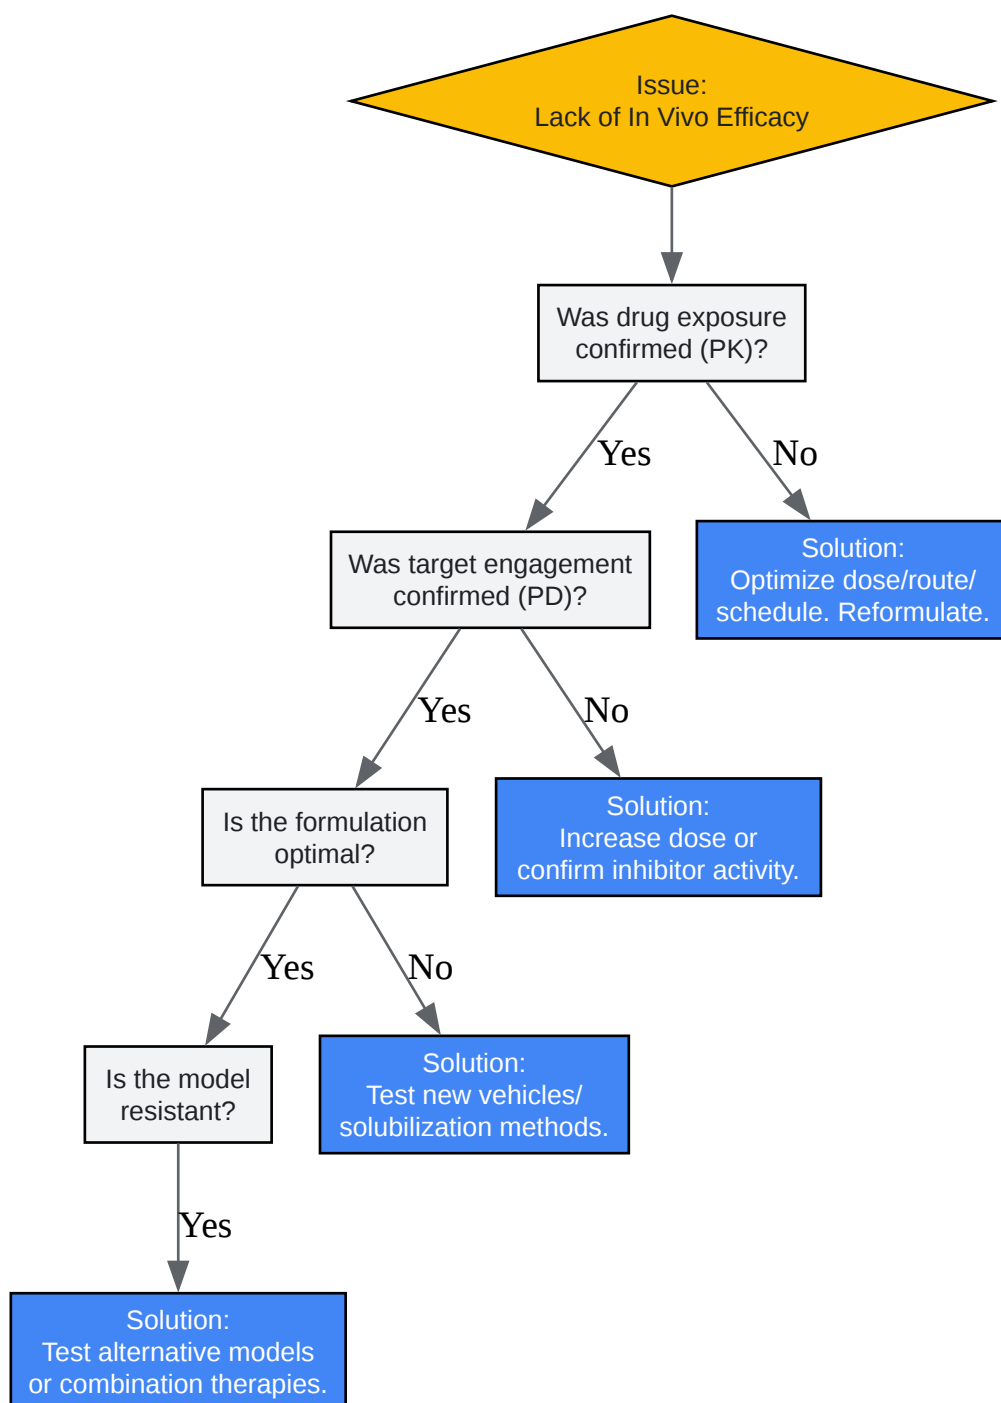 Issue:
Lack of In Vivo Efficacy
Was drug exposure
confirmed (PK)?
Yes
No
Was target engagement
confirmed (PD)?
Solution:
Optimize dose/route/
schedule. Reformulate.
Yes
No
Is the formulation
optimal?
Solution:
Increase dose or
confirm inhibitor activity.
Yes
No
Is the model
resistant?
Solution:
Test new vehicles/
solubilization methods.
Yes
Solution:
Test alternative models
or combination therapies.